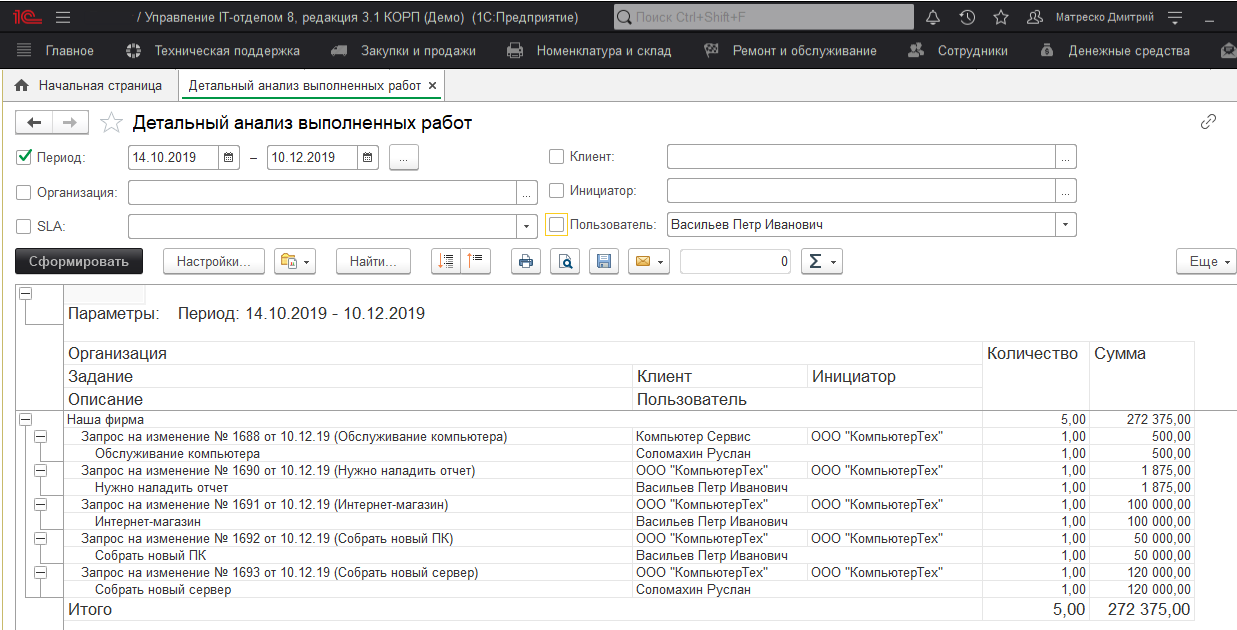 1С / Управление IT-отделом 8, редакция 3.1 КОРП (Демо) (1С:Предприятие) Поиск Ctrl+Shift+F Матреско Дмитрий
Главное Техническая поддержка Закупки и продажи Номенклатура и склад Ремонт и обслуживание Сотрудники Денежные средства
Начальная страница Детальный анализ выполненных работ ×
Детальный анализ выполненных работ
Период: 14.10.2019 – 10.12.2019 ... Клиент: ...
Организация: ... Инициатор: ...
SLA: Пользователь: Васильев Петр Иванович
Сформировать Настройки... Найти... 0 Σ Еще
Параметры: Период: 14.10.2019 - 10.12.2019
Организация Количество Сумма
Задание Клиент Инициатор
Описание Пользователь
Наша фирма 5,00 272 375,00
Запрос на изменение № 1688 от 10.12.19 (Обслуживание компьютера) Компьютер Сервис ООО "КомпьютерТех" 1,00 500,00
Обслуживание компьютера Соломахин Руслан 1,00 500,00
Запрос на изменение № 1690 от 10.12.19 (Нужно наладить отчет) ООО "КомпьютерТех" ООО "КомпьютерТех" 1,00 1 875,00
Нужно наладить отчет Васильев Петр Иванович 1,00 1 875,00
Запрос на изменение № 1691 от 10.12.19 (Интернет-магазин) ООО "КомпьютерТех" ООО "КомпьютерТех" 1,00 100 000,00
Интернет-магазин Васильев Петр Иванович 1,00 100 000,00
Запрос на изменение № 1692 от 10.12.19 (Собрать новый ПК) ООО "КомпьютерТех" ООО "КомпьютерТех" 1,00 50 000,00
Собрать новый ПК Васильев Петр Иванович 1,00 50 000,00
Запрос на изменение № 1693 от 10.12.19 (Собрать новый сервер) ООО "КомпьютерТех" ООО "КомпьютерТех" 1,00 120 000,00
Собрать новый сервер Соломахин Руслан 1,00 120 000,00
Итого 5,00 272 375,00